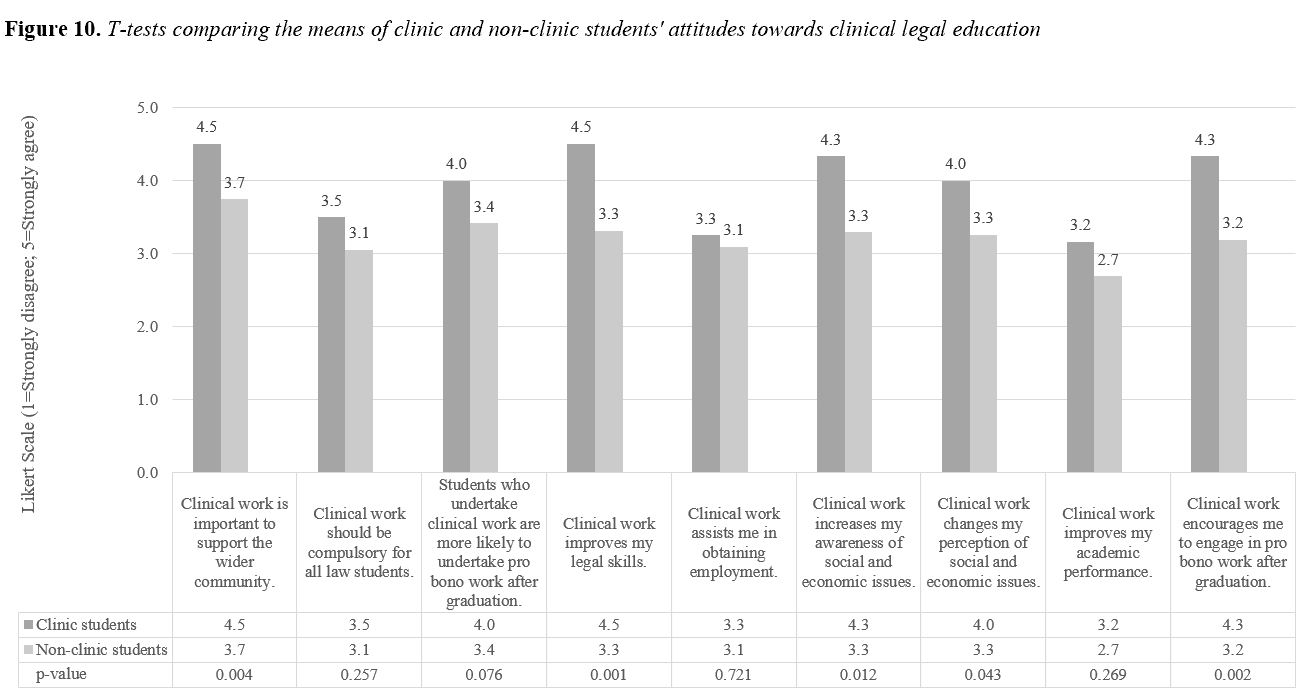 Figure 10. T-tests comparing the means of clinic and non-clinic students' attitudes towards clinical legal education
Likert Scale (1=Strongly disagree; 5=Strongly agree)
5.0
4.0
3.0
2.0
1.0
0.0
4.5
3.7
3.5
3.1
4.0
3.4
4.5
3.3
3.3
3.1
4.3
3.3
4.0
3.3
3.2
2.7
4.3
3.2
Clinical work is
important to
support the
wider
community.
Clinical work
should be
compulsory for
all law students.
Students who
undertake
clinical work are
more likely to
undertake pro
bono work after
graduation.
Clinical work
improves my
legal skills.
Clinical work
assists me in
obtaining
employment.
Clinical work
increases my
awareness of
social and
economic issues.
Clinical work
changes my
perception of
social and
economic issues.
Clinical work
improves my
academic
performance.
Clinical work
encourages me
to engage in pro
bono work after
graduation.
Clinic students 4.5 3.5 4.0 4.5 3.3 4.3 4.0 3.2 4.3
Non-clinic students 3.7 3.1 3.4 3.3 3.1 3.3 3.3 2.7 3.2
p-value 0.004 0.257 0.076 0.001 0.721 0.012 0.043 0.269 0.002